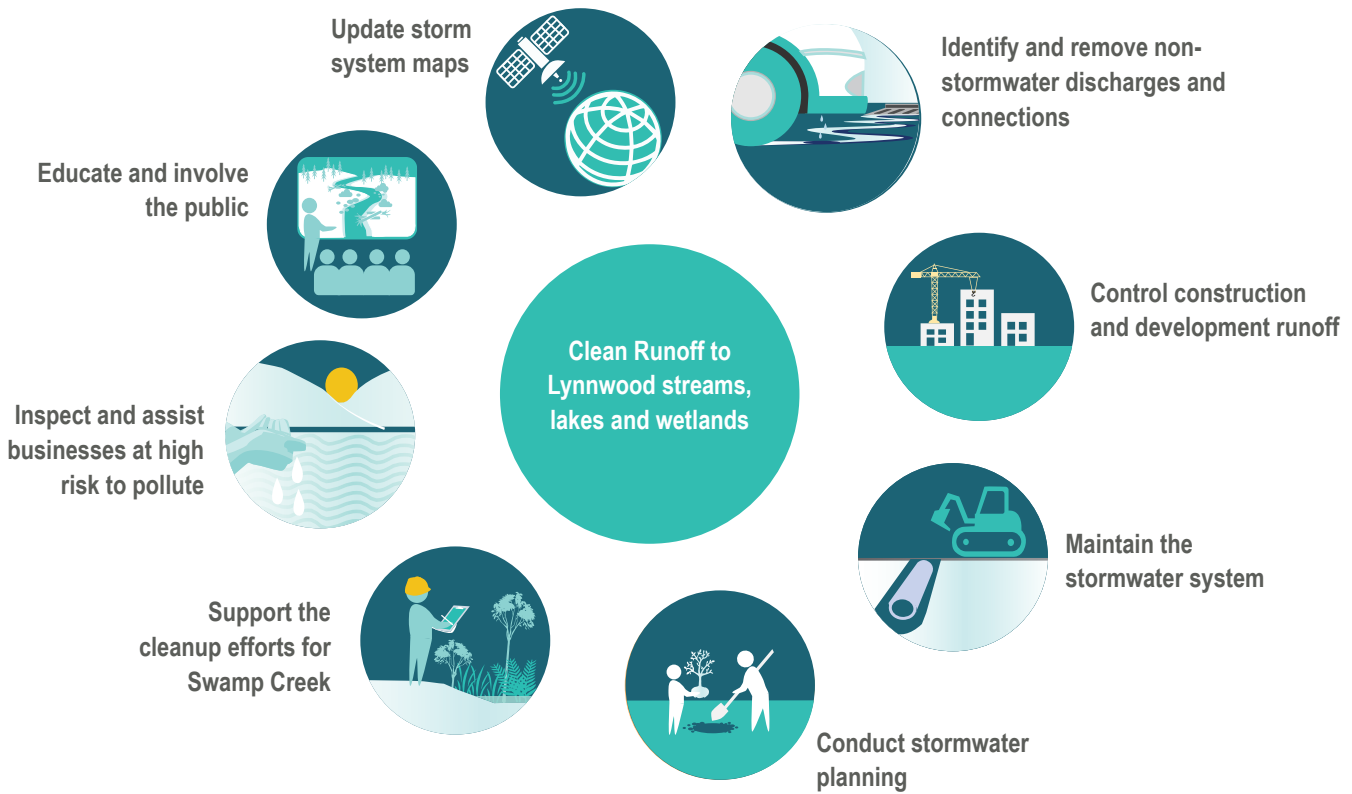 Update storm
system maps
Identify and remove non-
stormwater discharges and
connections
Educate and involve
the public
Control construction
and development runoff
Clean Runoff to
Lynnwood streams,
lakes and wetlands
Inspect and assist
businesses at high
risk to pollute
Maintain the
stormwater system
Support the
cleanup efforts for
Swamp Creek
Conduct stormwater
planning